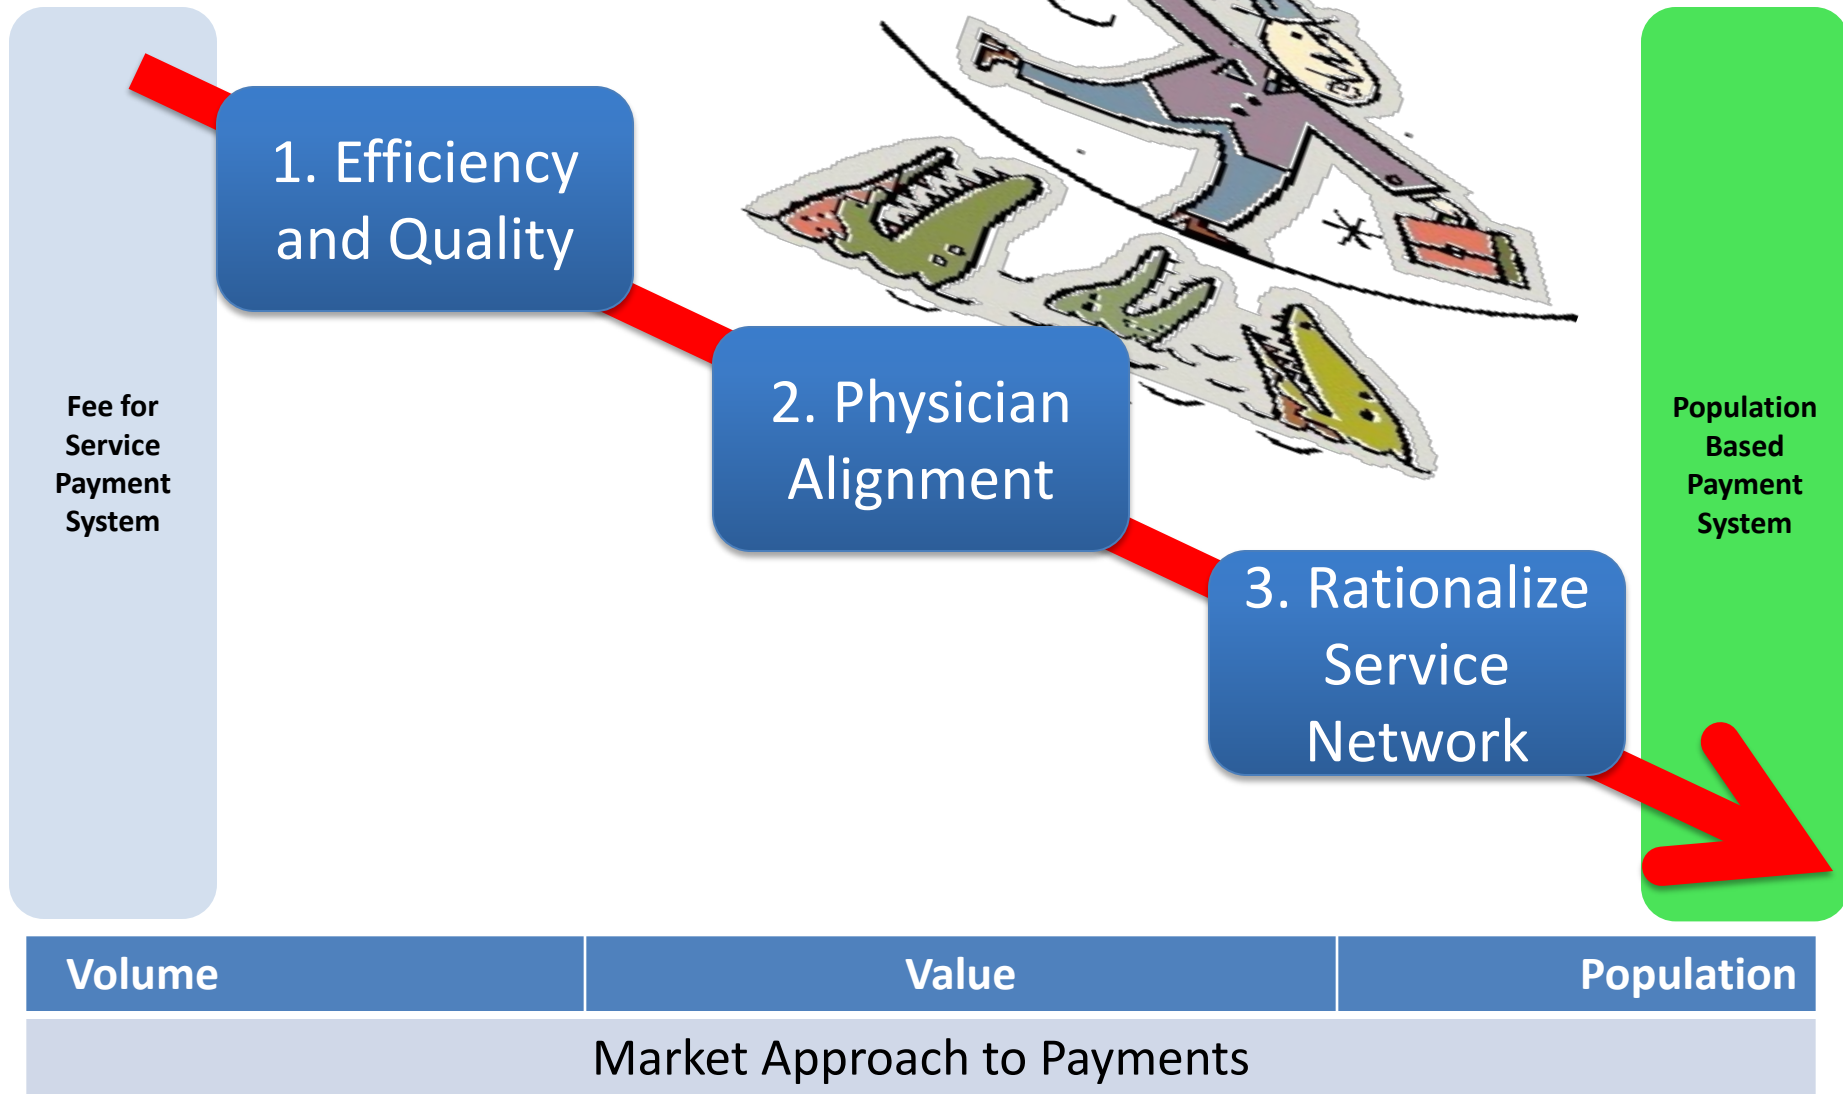 1. Efficiency
and Quality
2. Physician
Alignment
3. Rationalize
Service
Network
Fee for
Service
Payment
System
Population
Based
Payment
System
Volume
Value
Population
Market Approach to Payments